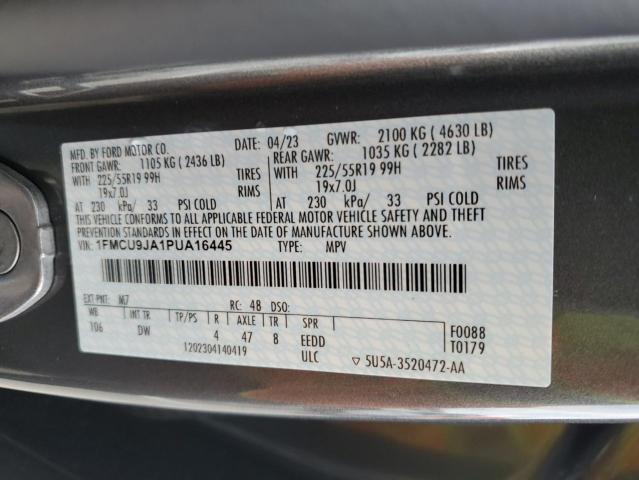 MFD. BY FORD MOTOR CO. DATE: 04/23 GVWR: 2100 KG ( 4630 LB)
FRONT GAWR: 1105 KG ( 2436 LB) REAR GAWR: 1035 KG ( 2282 LB)
WITH 225/55R19 99H TIRES WITH 225/55R19 99H TIRES
19x7.0J RIMS 19x7.0J RIMS
AT 230 kPa/ 33 PSI COLD AT 230 kPa/ 33 PSI COLD
THIS VEHICLE CONFORMS TO ALL APPLICABLE FEDERAL MOTOR VEHICLE SAFETY AND THEFT
PREVENTION STANDARDS IN EFFECT ON THE DATE OF MANUFACTURE SHOWN ABOVE.
VIN: 1FMCU9JA1PUA16445 TYPE: MPV
EXT PNT: M7 RC: 48 DSO:
WB INT TR TP/PS R AXLE TR SPR F0088
106 DW 4 47 8 EEDD T0179
1202304140419 ULC ▽ 5U5A-3520472-AA